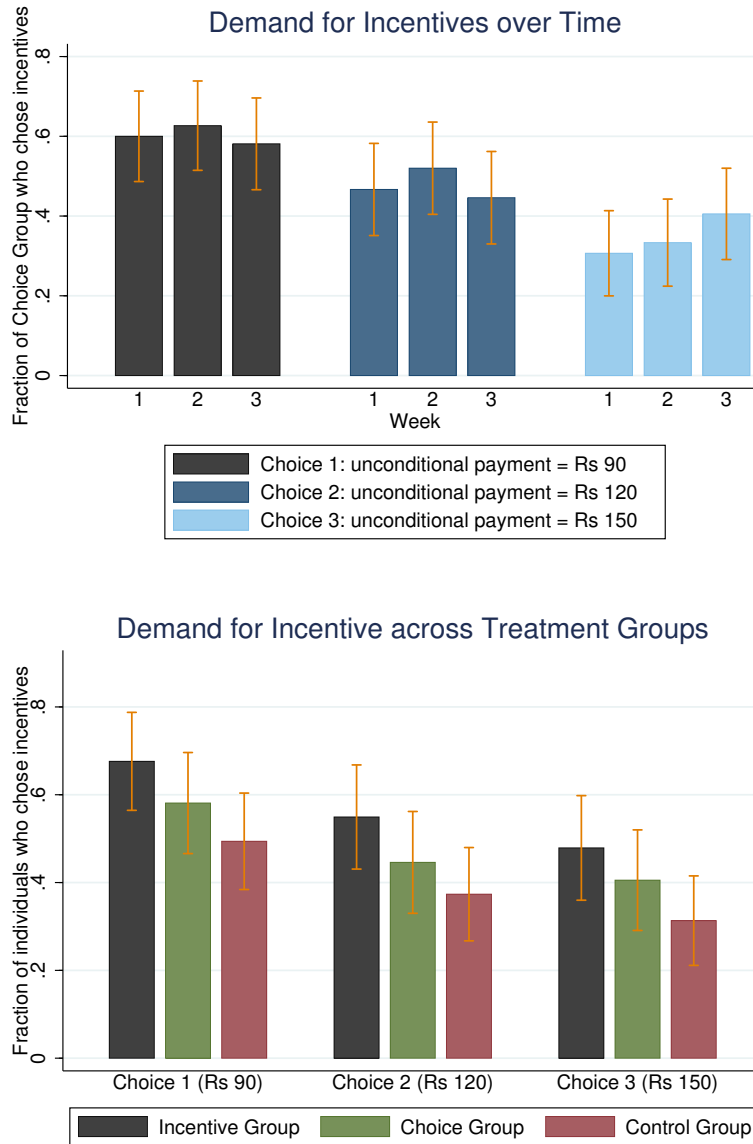 Demand for Incentives over Time
Fraction of Choice Group who chose incentives
.8
.6
.4
.2
0
1 2 3 1 2 3 1 2 3
Week
Choice 1: unconditional payment = Rs 90
Choice 2: unconditional payment = Rs 120
Choice 3: unconditional payment = Rs 150
Demand for Incentive across Treatment Groups
Fraction of individuals who chose incentives
.8
.6
.4
.2
0
Choice 1 (Rs 90) Choice 2 (Rs 120) Choice 3 (Rs 150)
Incentive Group Choice Group Control Group